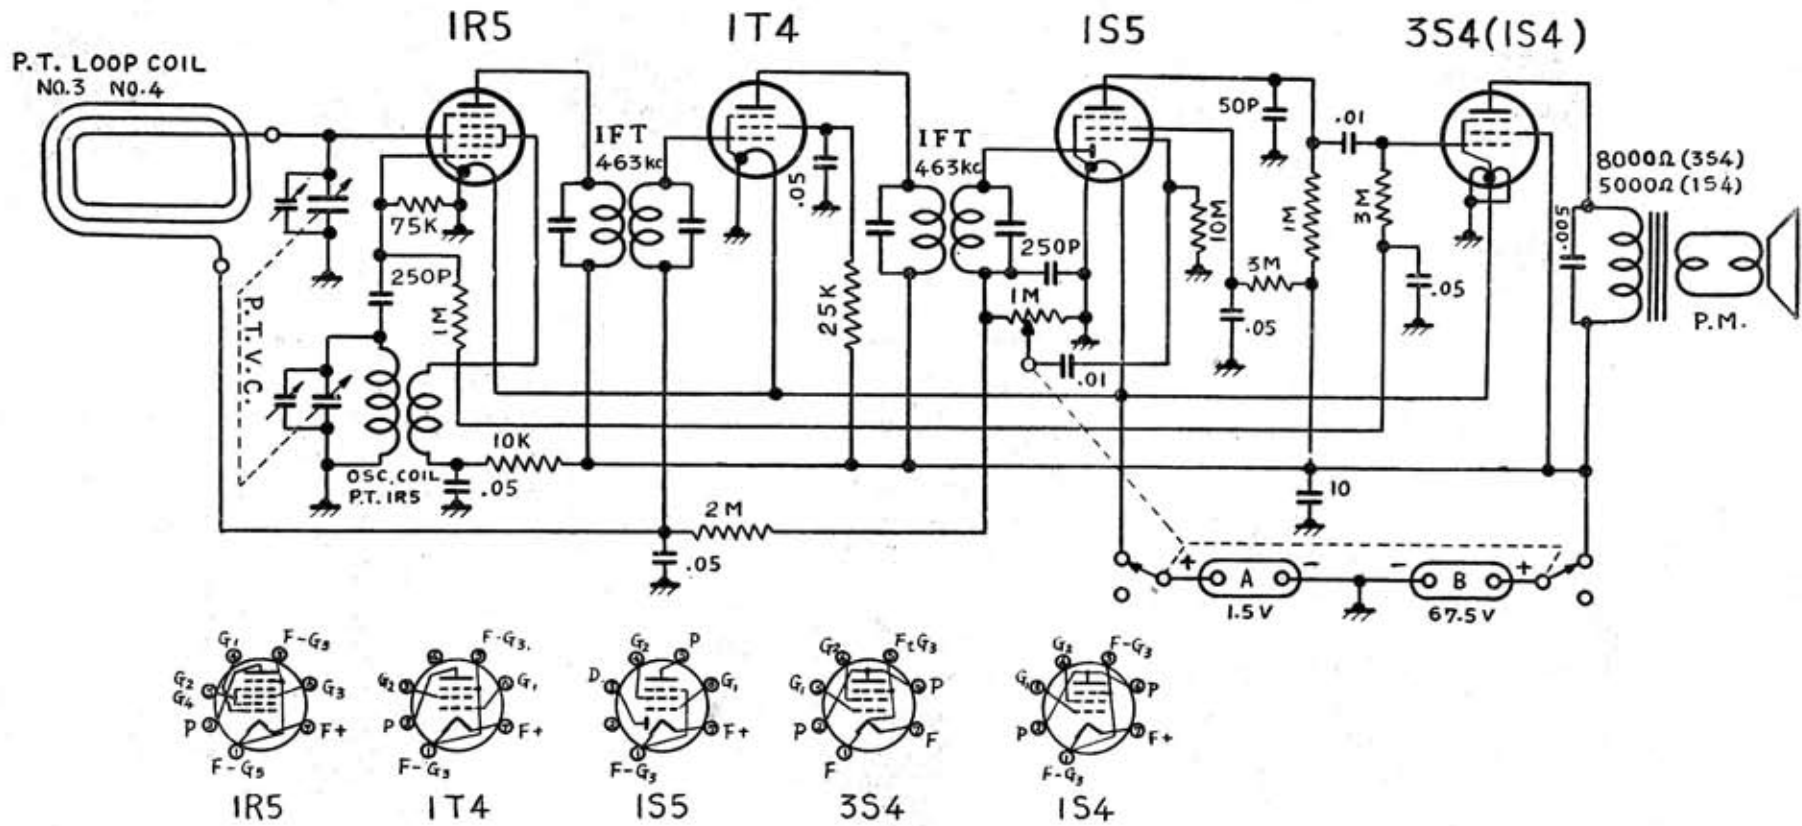 1R5
1T4
1S5
3S4(1S4)
P.T. LOOP COIL
NO.3 NO.4
IFT
463kc
IFT
463kc
50P
.01
8000Ω(3S4)
5000Ω(1S4)
75K
.05
10M
1M
3M
.005
250P
250P
3M
P.T.V.C.
1M
25K
1M
.05
.05
P.M.
.01
10K
OSC. COIL
P.T. 1R5
.05
2M
10
.05
+ A - - B +
1.5V
67.5V
G1 F-G5
G2
G4
G3
P
F+
F-G5
1R5
F-G3.
G2
G1
P
F+
F-G3
1T4
G2 P
D.
G1
F+
F-G3
1S5
G2
G1
P
P
F
F
3S4
G2 F-G3
G1
P
P
F+
F-G3
1S4